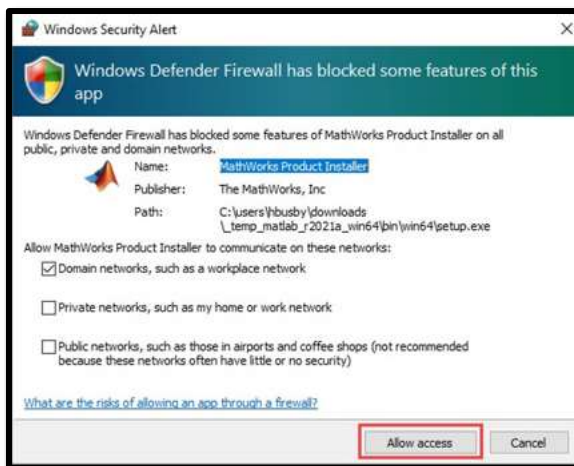 Windows Security Alert
Windows Defender Firewall has blocked some features of this
app
Windows Defender Firewall has blocked some features of MathWorks Product Installer on all
public, private and domain networks.
Name: MathWorks Product Installer
Publisher: The MathWorks, Inc
Path: C:\users\hbusby\downloads
\_temp_matlab_r2021a_win64\bin\win64\setup.exe
Allow MathWorks Product Installer to communicate on these networks:
Domain networks, such as a workplace network
Private networks, such as my home or work network
Public networks, such as those in airports and coffee shops (not recommended
because these networks often have little or no security)
What are the risks of allowing an app through a firewall?
Allow access Cancel